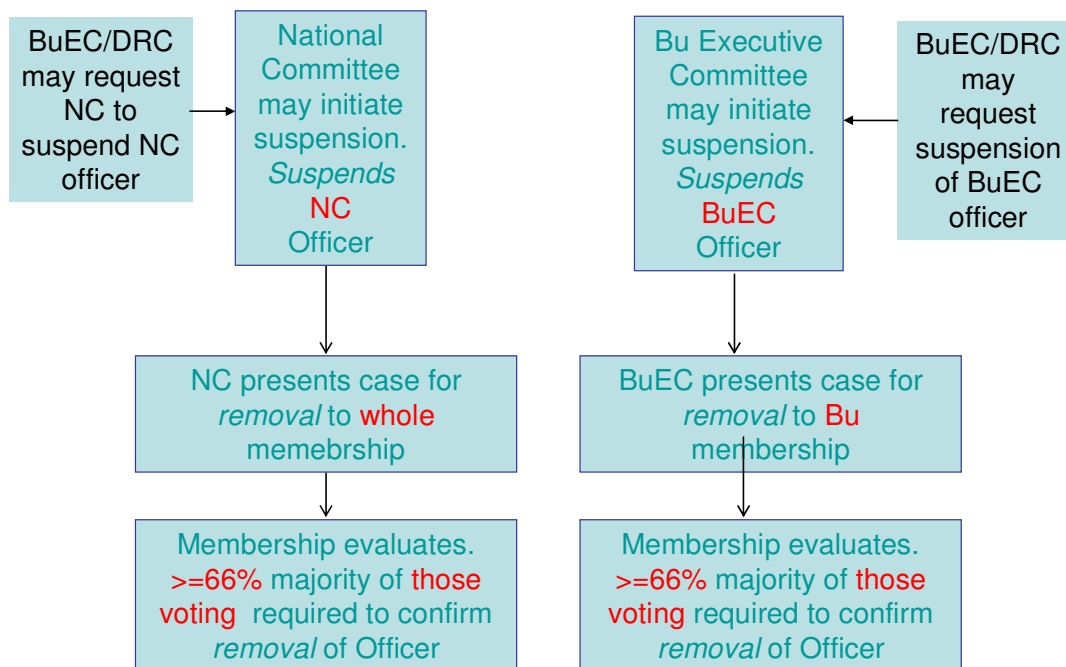 BuEC/DRC
may request
NC to
suspend NC
officer
National
Committee
may initiate
suspension.
Suspends
NC
Officer
Bu Executive
Committee
may initiate
suspension.
Suspends
BuEC
Officer
BuEC/DRC
may
request
suspension
of BuEC
officer
NC presents case for
removal to whole
memebrship
BuEC presents case for
removal to Bu
membership
Membership evaluates.
>=66% majority of those
voting required to confirm
removal of Officer
Membership evaluates.
>=66% majority of those
voting required to confirm
removal of Officer